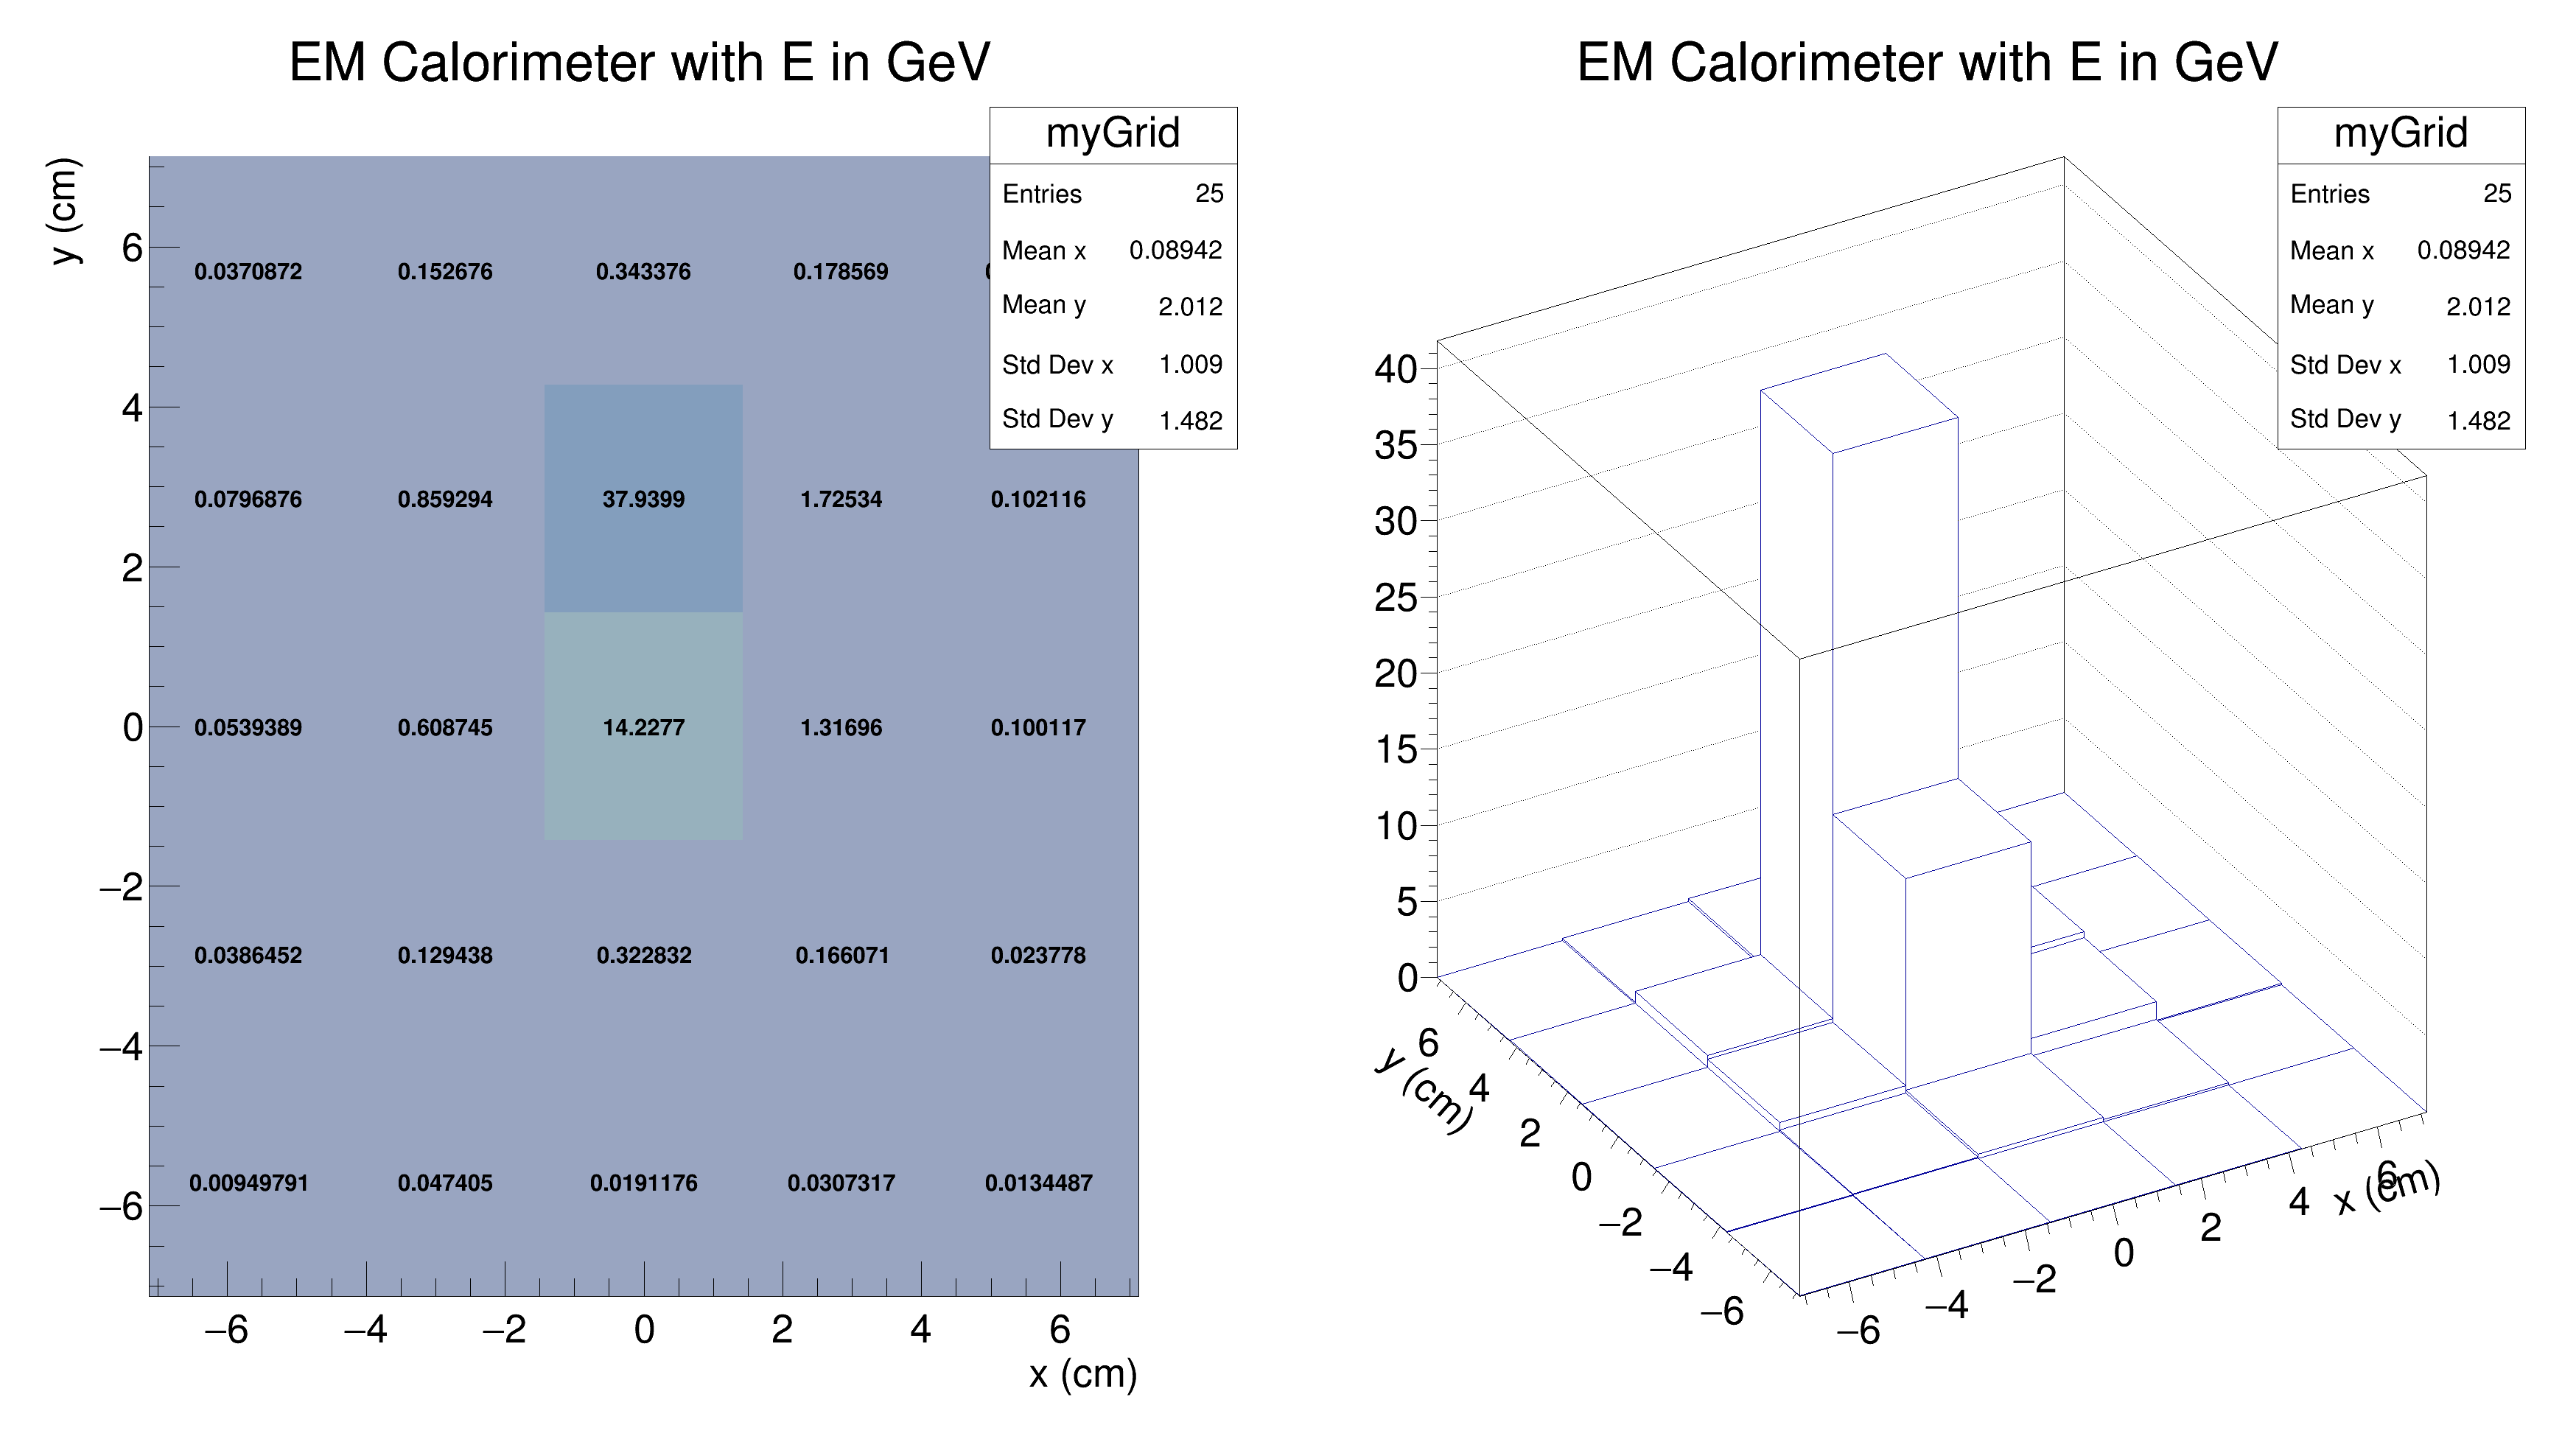 EM Calorimeter with E in GeV
myGrid
Entries 25
Mean x 0.08942
Mean y 2.012
Std Dev x 1.009
Std Dev y 1.482
y (cm)
6
4
2
0
−2
−4
−6
0.0370872 0.152676 0.343376 0.178569
0.0796876 0.859294 37.9399 1.72534 0.102116
0.0539389 0.608745 14.2277 1.31696 0.100117
0.0386452 0.129438 0.322832 0.166071 0.023778
0.00949791 0.047405 0.0191176 0.0307317 0.0134487
−6 −4 −2 0 2 4 6
x (cm)
EM Calorimeter with E in GeV
myGrid
Entries 25
Mean x 0.08942
Mean y 2.012
Std Dev x 1.009
Std Dev y 1.482
40
35
30
25
20
15
10
5
0
y (cm)
6
4
2
0
−2
−4
−6
−6 −4 −2 0 2 4 6
x (cm)